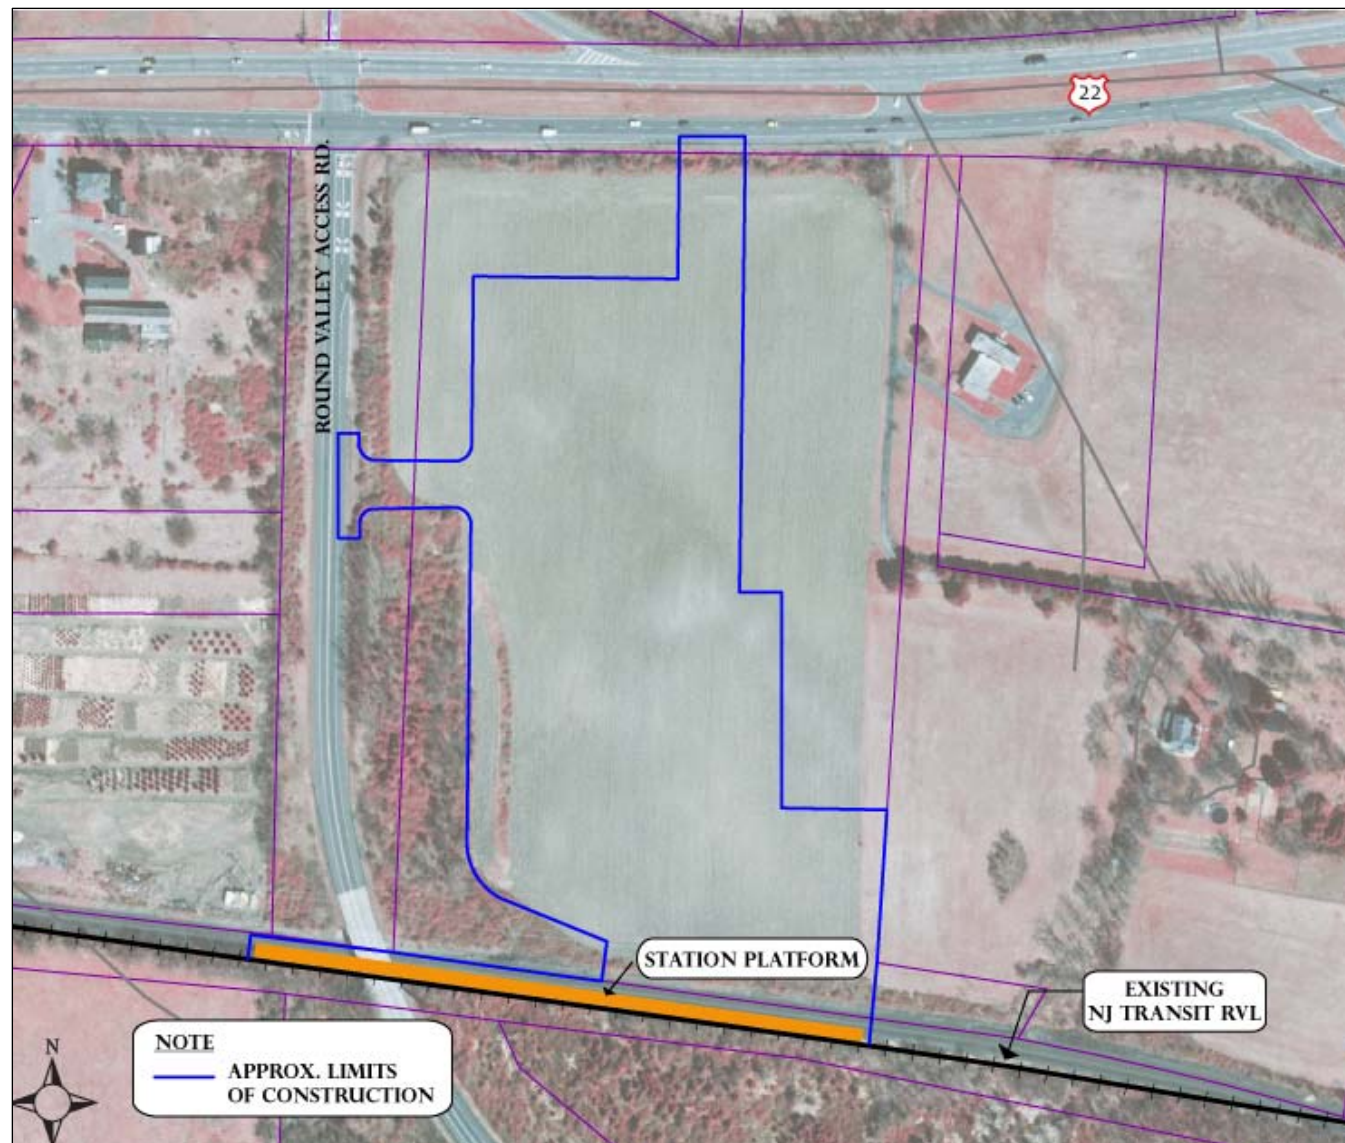 22
ROUND VALLEY ACCESS RD.
STATION PLATFORM
EXISTING
NJ TRANSIT RVL
NOTE
APPROX. LIMITS
OF CONSTRUCTION
N